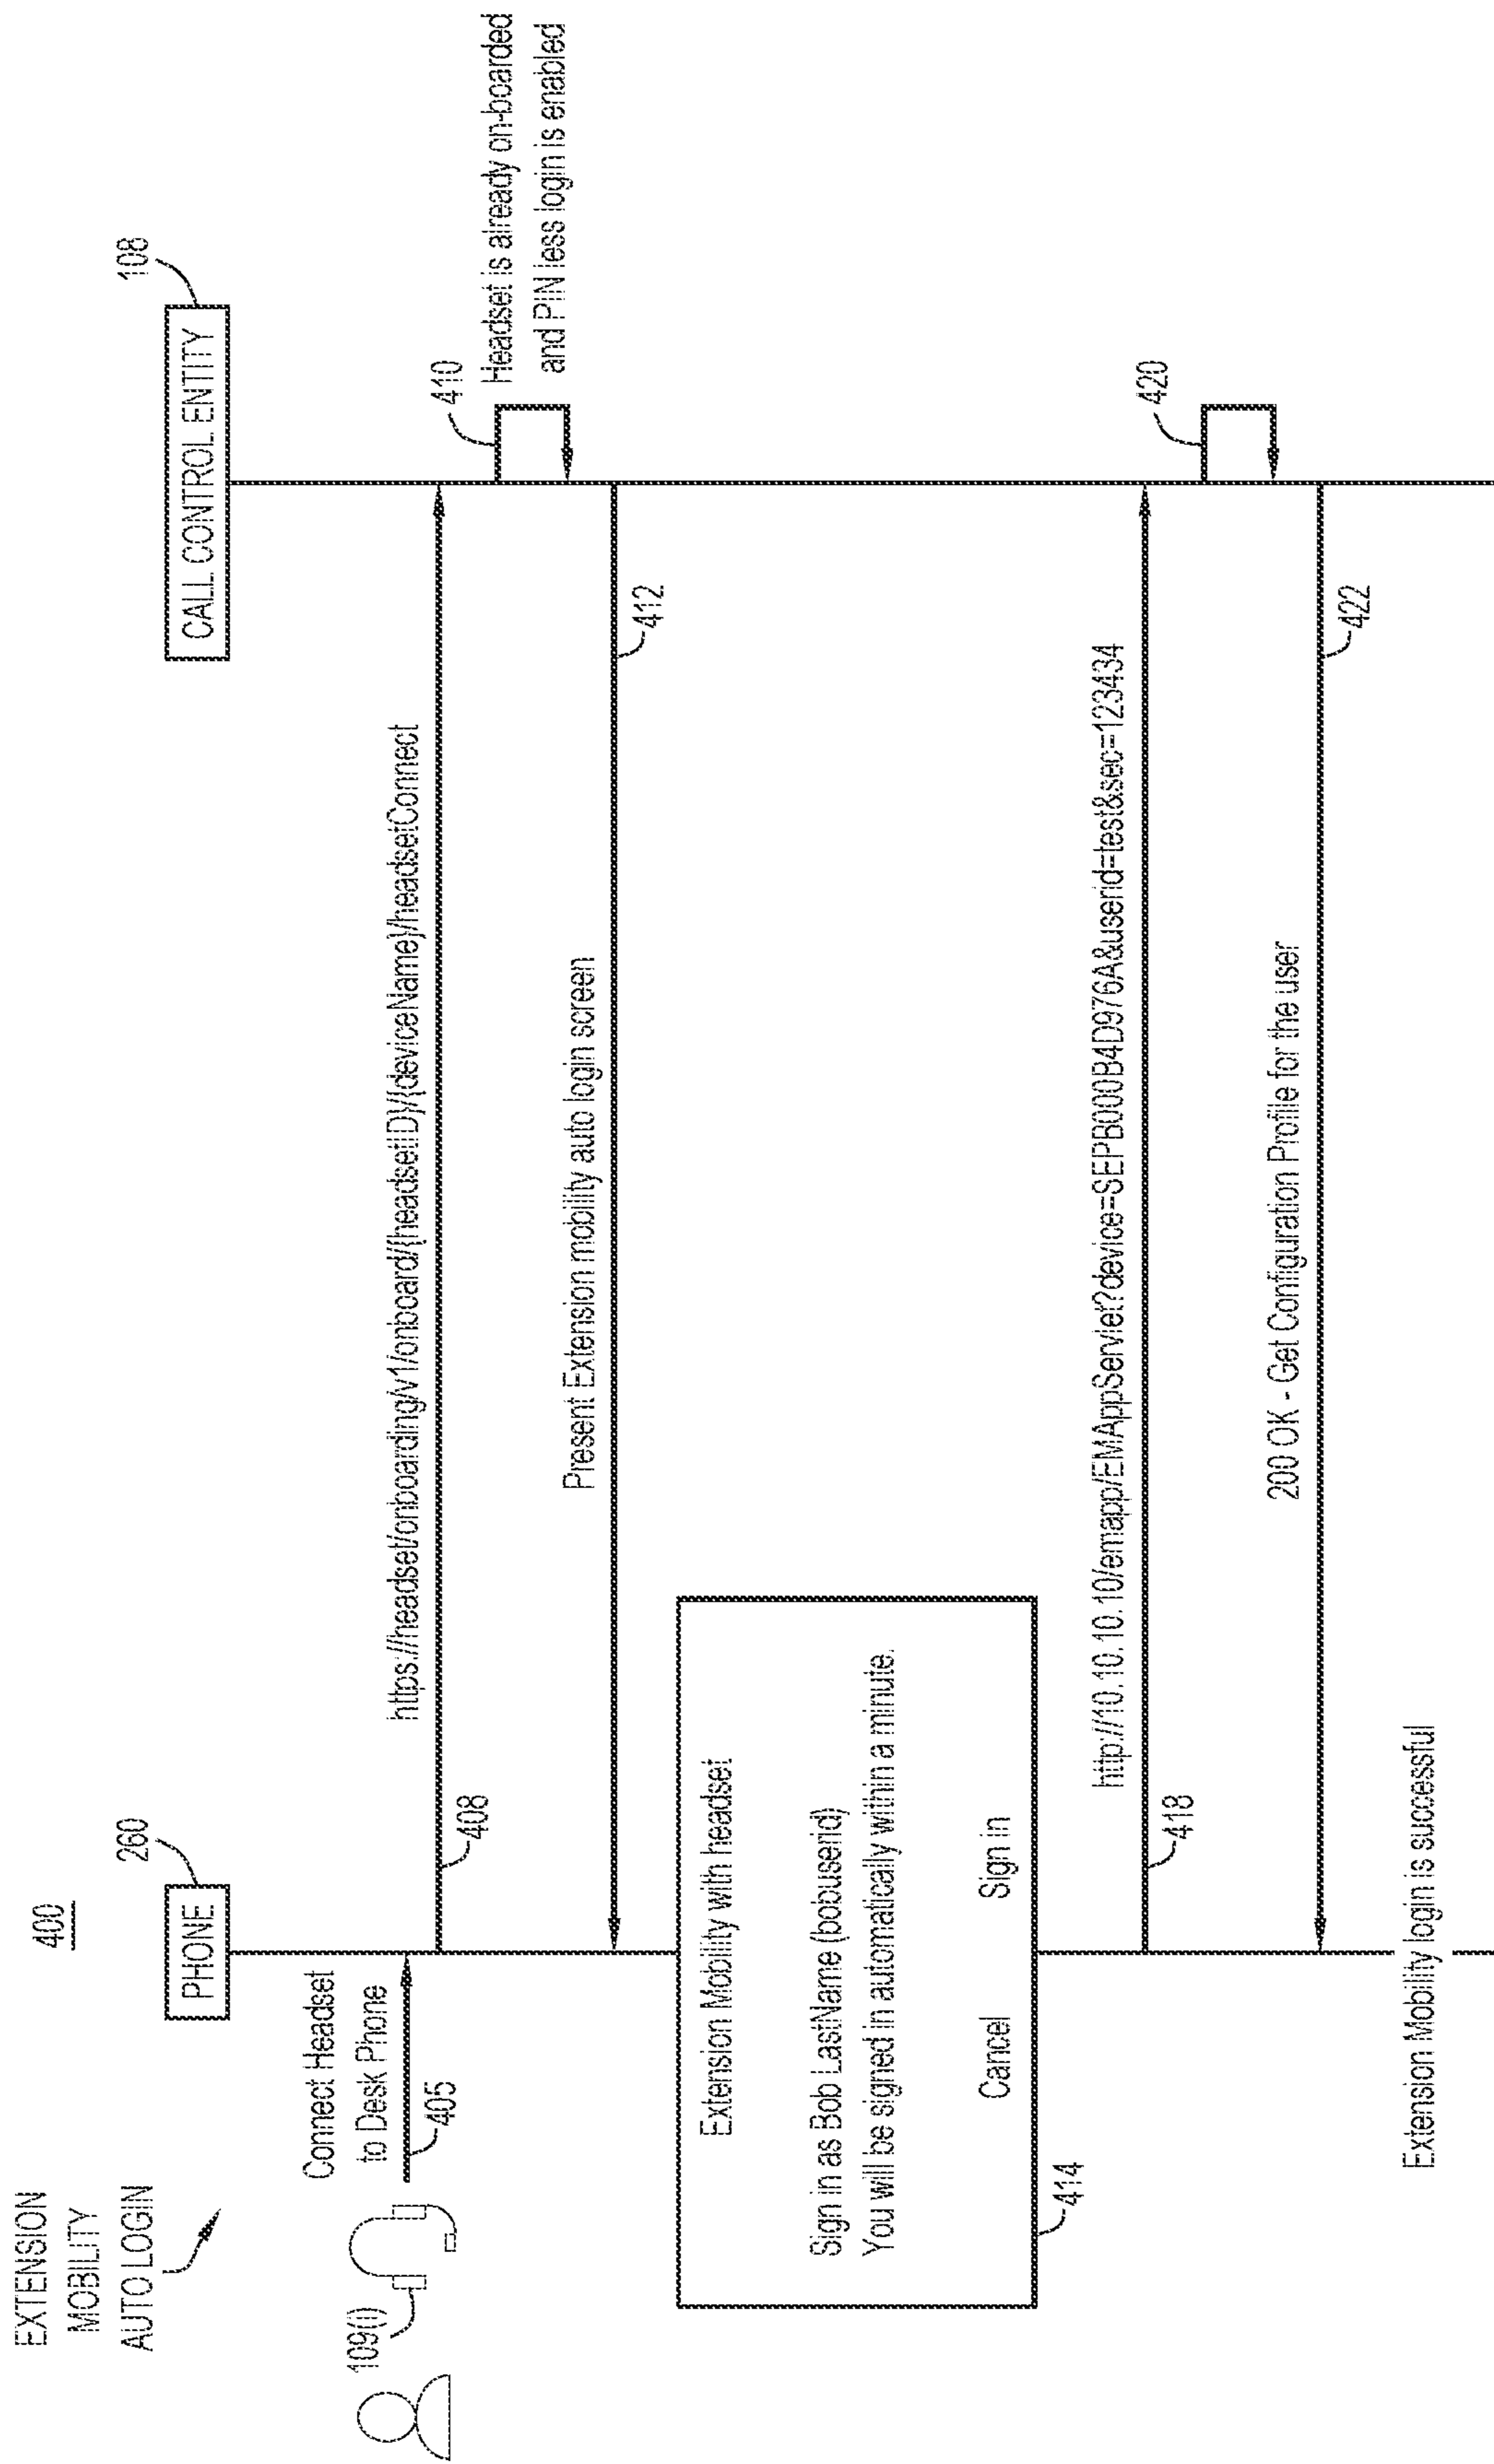 400
EXTENSION
MOBILITY
AUTO LOGIN
PHONE
260
CALL CONTROL ENTITY
108
109(i)
Connect Headset
to Desk Phone
405
https://headset/onboarding/v1/onboard/{headsetID}/{deviceName}/headsetConnect
408
410
Headset is already on-boarded
and PIN less login is enabled
Present Extension mobility auto login screen
412
Extension Mobility with headset
Sign in as Bob LastName (bobuserid)
You will be signed in automatically within a minute.
Cancel
Sign in
414
http://10.10.10.10/emapp/EMAppServlet?device=SEPB000B4D976A&userid=test&sec=123434
418
420
200 OK - Get Configuration Profile for the user
422
Extension Mobility login is successful